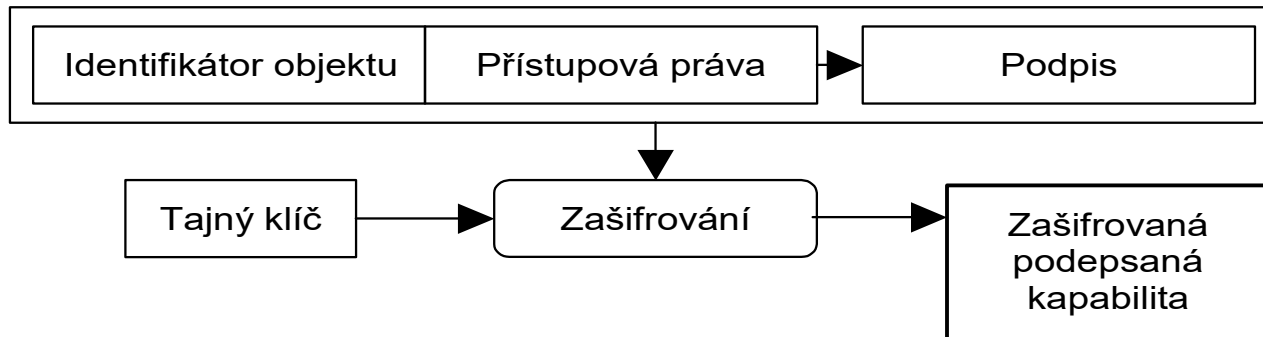 Identifikátor objektu
Přístupová práva
Podpis
Tajný klíč
Zašifrování
Zašifrovaná
podepsaná
kapabilita